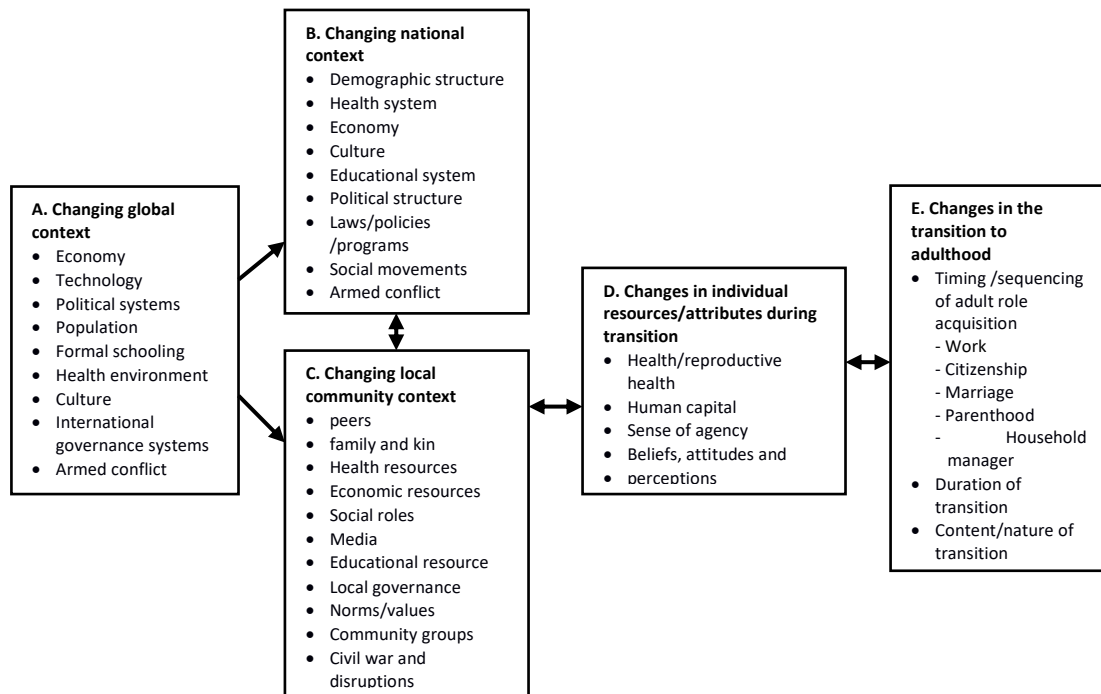 A. Changing global
context
• Economy
• Technology
• Political systems
• Population
• Formal schooling
• Health environment
• Culture
• International
governance systems
• Armed conflict
B. Changing national
context
• Demographic structure
• Health system
• Economy
• Culture
• Educational system
• Political structure
• Laws/policies
/programs
• Social movements
• Armed conflict
C. Changing local
community context
• peers
• family and kin
• Health resources
• Economic resources
• Social roles
• Media
• Educational resource
• Local governance
• Norms/values
• Community groups
• Civil war and
disruptions
D. Changes in individual
resources/attributes during
transition
• Health/reproductive
health
• Human capital
• Sense of agency
• Beliefs, attitudes and
• perceptions
E. Changes in the
transition to
adulthood
• Timing /sequencing
of adult role
acquisition
- Work
- Citizenship
- Marriage
- Parenthood
- Household
manager
• Duration of
transition
• Content/nature of
transition